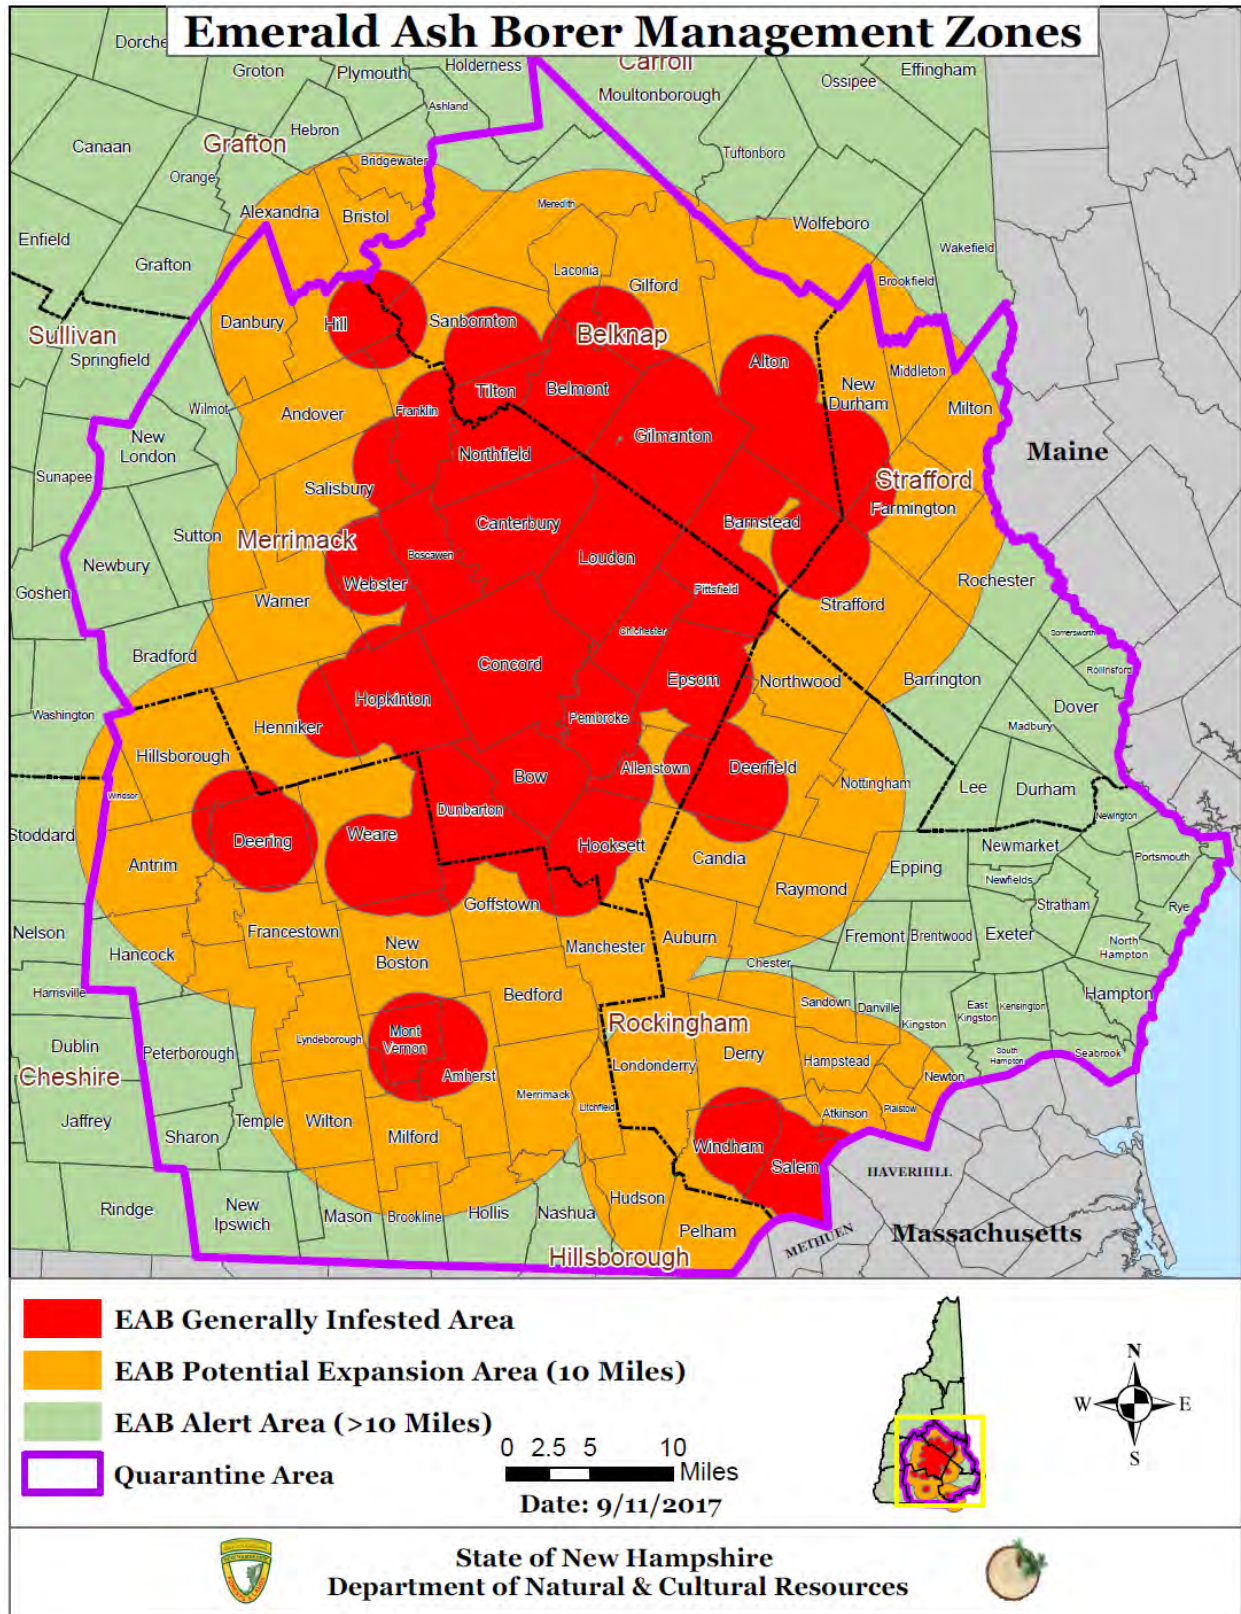 Emerald Ash Borer Management Zones
Dorche
Groton
Plymouth
Holderness
Carroll
Moultonborough
Ossipee
Effingham
Ashland
Canaan
Hebron
Grafton
Bridgewater
Tuftonboro
Orange
Alexandria
Bristol
Meredith
Wolfeboro
Enfield
Grafton
Wakefield
Laconia
Gilford
Brookfield
Danbury
Hill
Sanbornton
Belknap
Sullivan
Springfield
Alton
Middleton
Tilton
Belmont
New
Durham
Milton
Wilmot
Andover
Franklin
Gilmanton
New
London
Northfield
Maine
Sunapee
Salisbury
Strafford
Farmington
Sutton
Merrimack
Canterbury
Barnstead
Newbury
Boscawen
Loudon
Goshen
Webster
Pittsfield
Rochester
Warner
Strafford
Bradford
Chichester
Somersworth
Concord
Rollinsford
Epsom
Northwood
Barrington
Washington
Hopkinton
Dover
Henniker
Pembroke
Madbury
Hillsborough
Bow
Allenstown
Deerfield
Nottingham
Lee
Durham
Windsor
Dunbarton
Newington
Stoddard
Deering
Weare
Hooksett
Newmarket
Antrim
Candia
Epping
Portsmouth
Raymond
Newfields
Goffstown
Stratham
Rye
Nelson
Francestown
Hancock
New
Boston
Manchester
Auburn
Fremont
Brentwood
Exeter
North
Hampton
Chester
Harrisville
Bedford
Sandown
Danville
East
Kingston
Kensington
Hampton
Rockingham
Kingston
Dublin
Peterborough
Lyndeborough
Mont
Vernon
Derry
Londonderry
Hampstead
South
Hampton
Seabrook
Cheshire
Amherst
Newton
Merrimack
Litchfield
Atkinson
Plaistow
Jaffrey
Sharon
Temple
Wilton
Milford
Windham
Salem
HAVERHILL
Rindge
New
Ipswich
Mason
Brookline
Hollis
Nashua
Hudson
Pelham
METHUEN
Massachusetts
Hillsborough
EAB Generally Infested Area
EAB Potential Expansion Area (10 Miles)
EAB Alert Area (>10 Miles)
Quarantine Area
0 2.5 5 10
Miles
Date: 9/11/2017
N
W E
S
State of New Hampshire
Department of Natural & Cultural Resources